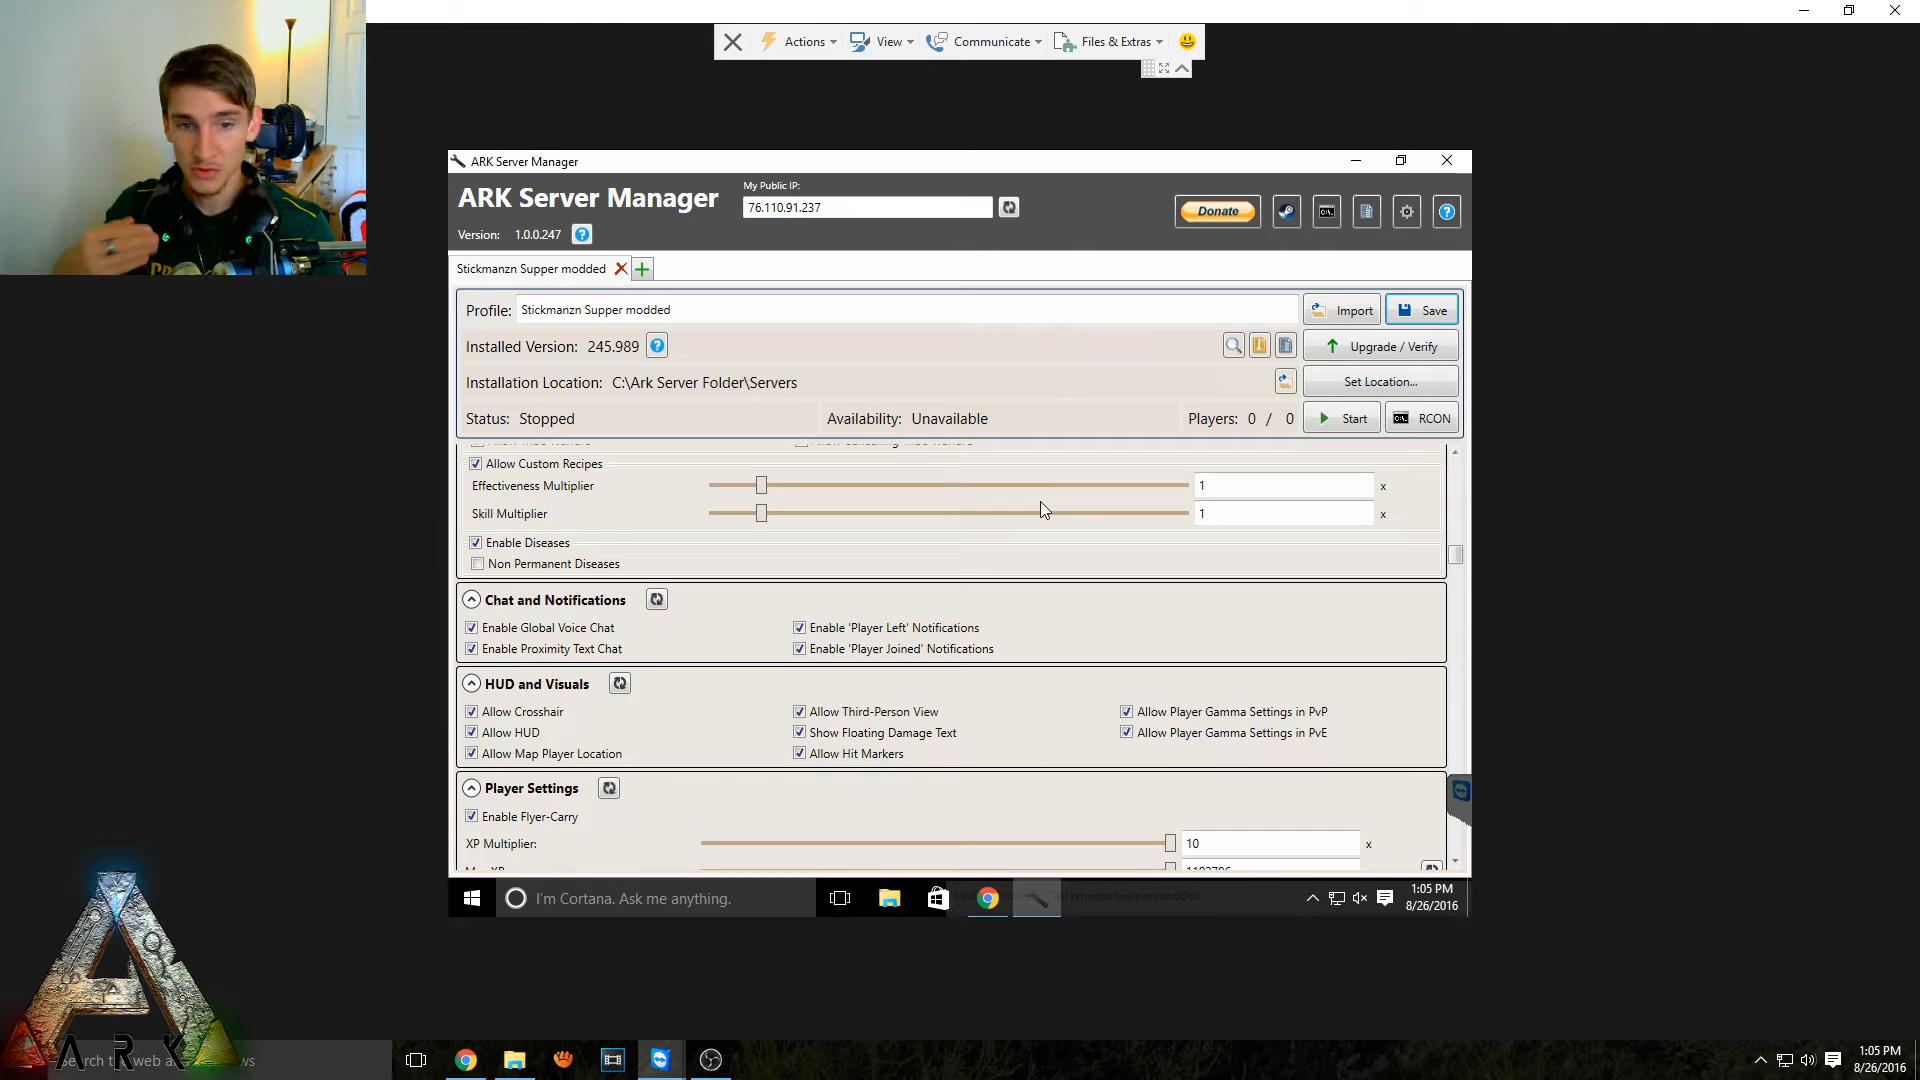 Actions View Communicate Files & Extras
ARK Server Manager
ARK Server Manager
My Public IP:
76.110.91.237
Donate
Version: 1.0.0.247
Stickmanzn Supper modded
Profile: Stickmanzn Supper modded
Import Save
Installed Version: 245.989
Upgrade / Verify
Installation Location: C:\Ark Server Folder\Servers
Set Location...
Status: Stopped Availability: Unavailable Players: 0 / 0
Start RCON
Allow Custom Recipes
Effectiveness Multiplier 1 x
Skill Multiplier 1 x
Enable Diseases
Non Permanent Diseases
Chat and Notifications
Enable Global Voice Chat Enable 'Player Left' Notifications
Enable Proximity Text Chat Enable 'Player Joined' Notifications
HUD and Visuals
Allow Crosshair Allow Third-Person View Allow Player Gamma Settings in PvP
Allow HUD Show Floating Damage Text Allow Player Gamma Settings in PvE
Allow Map Player Location Allow Hit Markers
Player Settings
Enable Flyer-Carry
XP Multiplier: 10 x
I'm Cortana. Ask me anything.
1:05 PM
8/26/2016
ARK
1:05 PM
8/26/2016